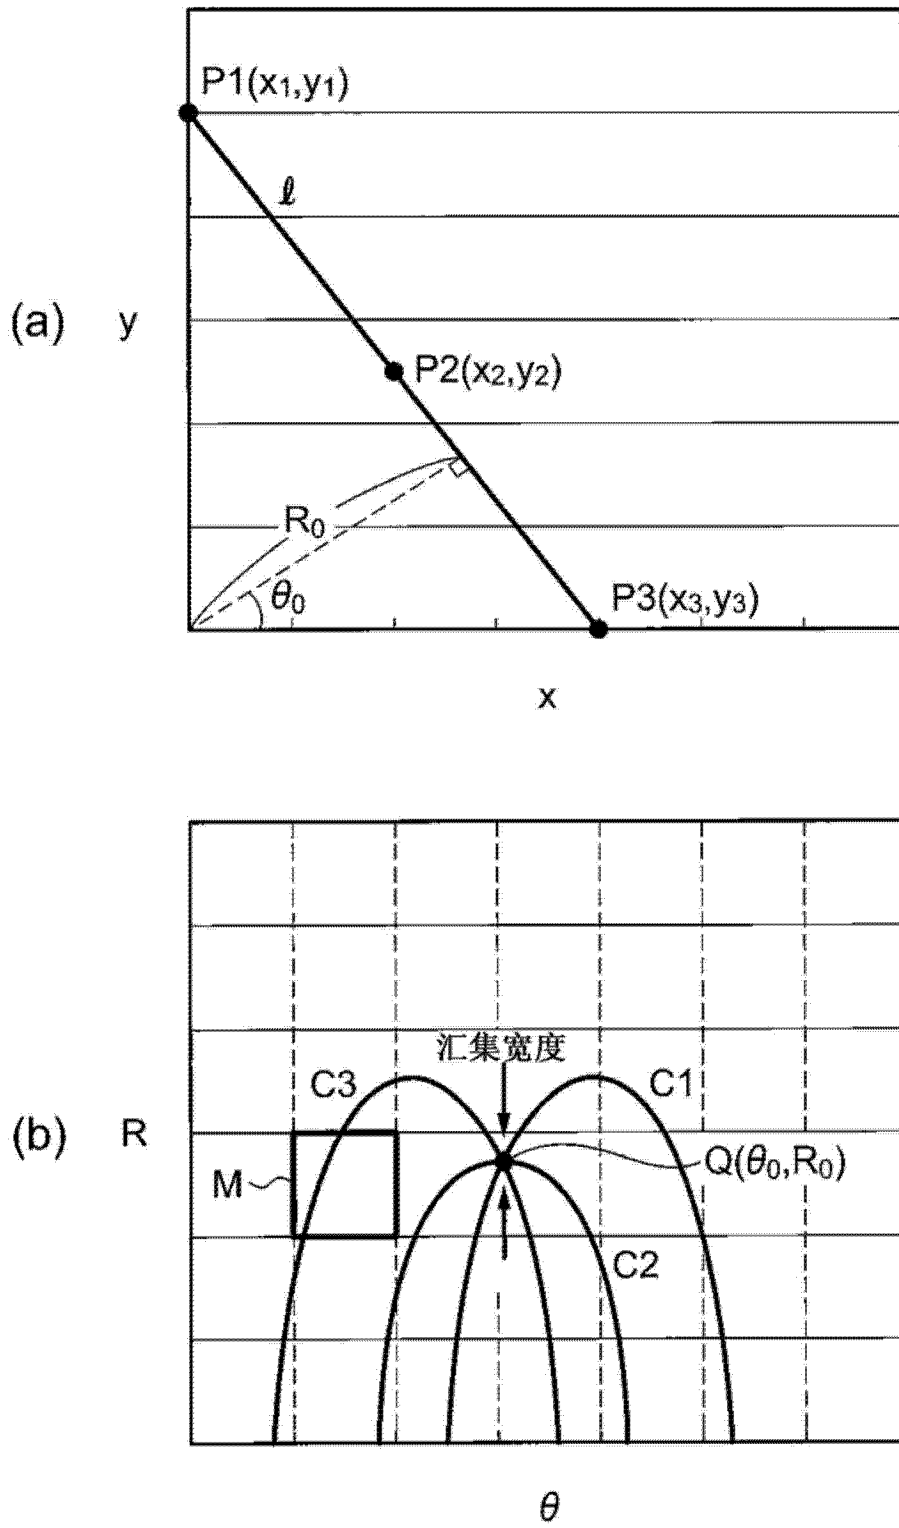 P1(x₁,y₁)
ℓ
(a)
y
P2(x₂,y₂)
R₀
θ₀
P3(x₃,y₃)
x
汇集宽度
C3
C1
(b)
R
Q(θ₀,R₀)
M
C2
θ